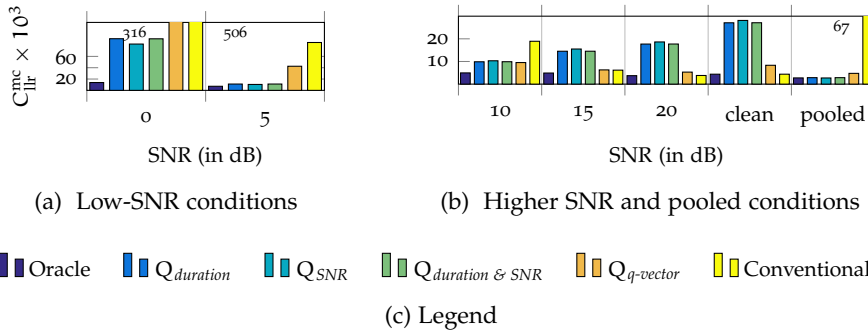 C^mc_llr × 10³
60
20
316
506
0
5
SNR (in dB)
(a) Low-SNR conditions
20
10
67
10
15
20
clean
pooled
SNR (in dB)
(b) Higher SNR and pooled conditions
Oracle
Q_duration
Q_SNR
Q_duration & SNR
Q_q-vector
Conventional
(c) Legend